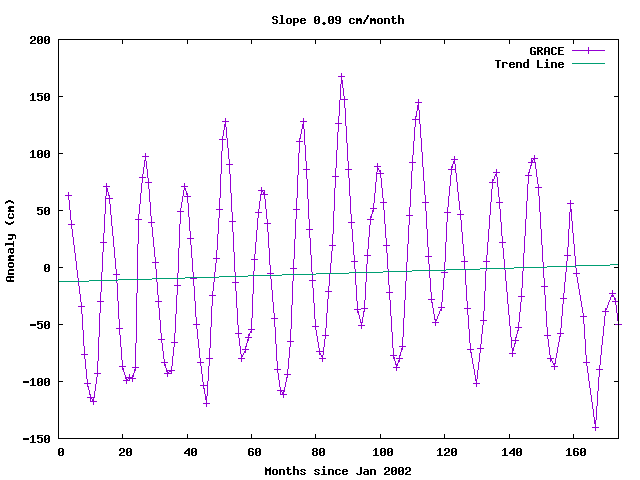 Slope 0.09 cm/month
200
150
100
50
0
-50
-100
-150
Anomaly (cm)
GRACE
Trend Line
0 20 40 60 80 100 120 140 160
Months since Jan 2002